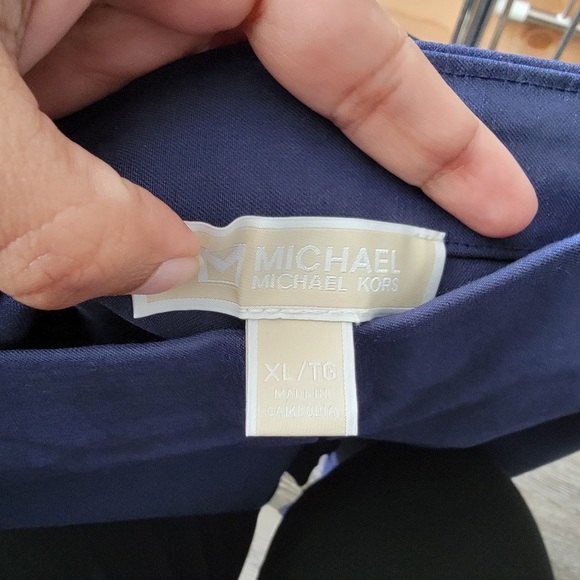 M MICHAEL
MICHAEL KORS
XL/TG
MADE IN
CAMBODIA